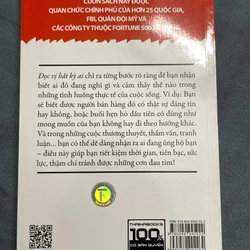 CUỐN SÁCH NÀY ĐƯỢC
QUAN CHỨC CHÍNH PHỦ CỦA HƠN 25 QUỐC GIA,
FBI, QUÂN ĐỘI MỸ VÀ
CÁC CÔNG TY THUỘC FORTUNE 500
Đọc vị bất kỳ ai chỉ ra từng bước rõ ràng để bạn nhận
biết ai đó đang nghĩ gì và cảm thấy thế nào trong
những tình huống thực tế của cuộc sống. Ví dụ: Bạn sẽ
biết được người bán hàng đó có thật sự đáng tin
hay không, hoặc buổi hẹn hò đầu tiên có đúng như
mong muốn của bạn không hay đi theo hướng khác.
Và trong những cuộc thương thuyết, thẩm vấn, tranh
luận... bạn có thể dễ dàng nhận ra ai đang ủng hộ bạn
- điều này giúp bạn tiết kiệm thời gian, tiền bạc, sức
lực, thậm chí tránh được những cơn đau tim!
THAIHABOOKS
100%
CÓ BẢN QUYỀN